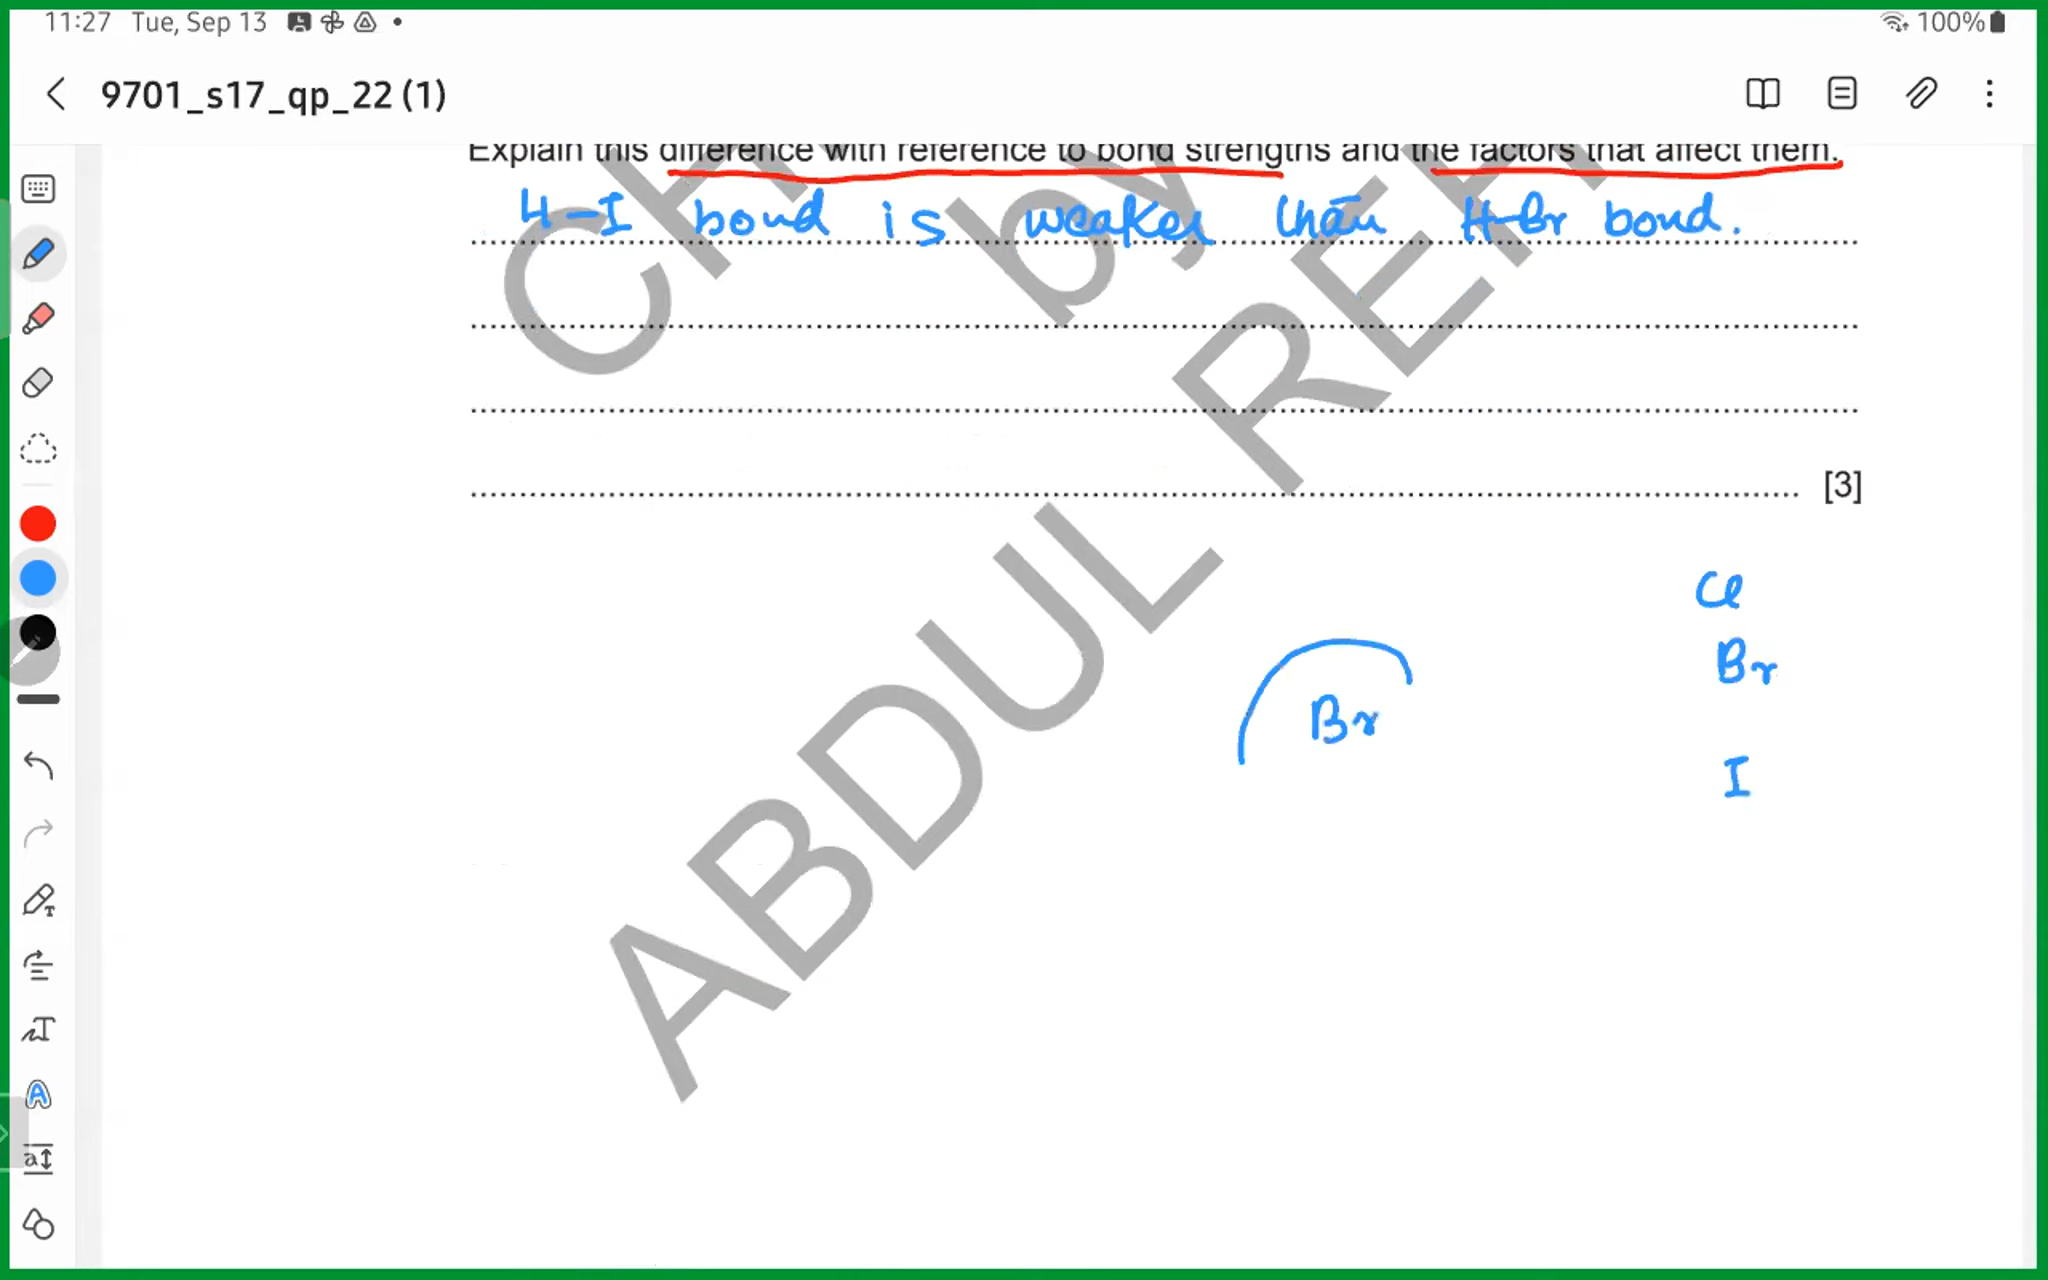 11:27 Tue, Sep 13
100%
9701_s17_qp_22 (1)
Explain this difference with reference to bond strengths and the factors that affect them.
H-I bond is weaker than H-Br bond.
[3]
Cl
Br
Br
I
by
ABDUL